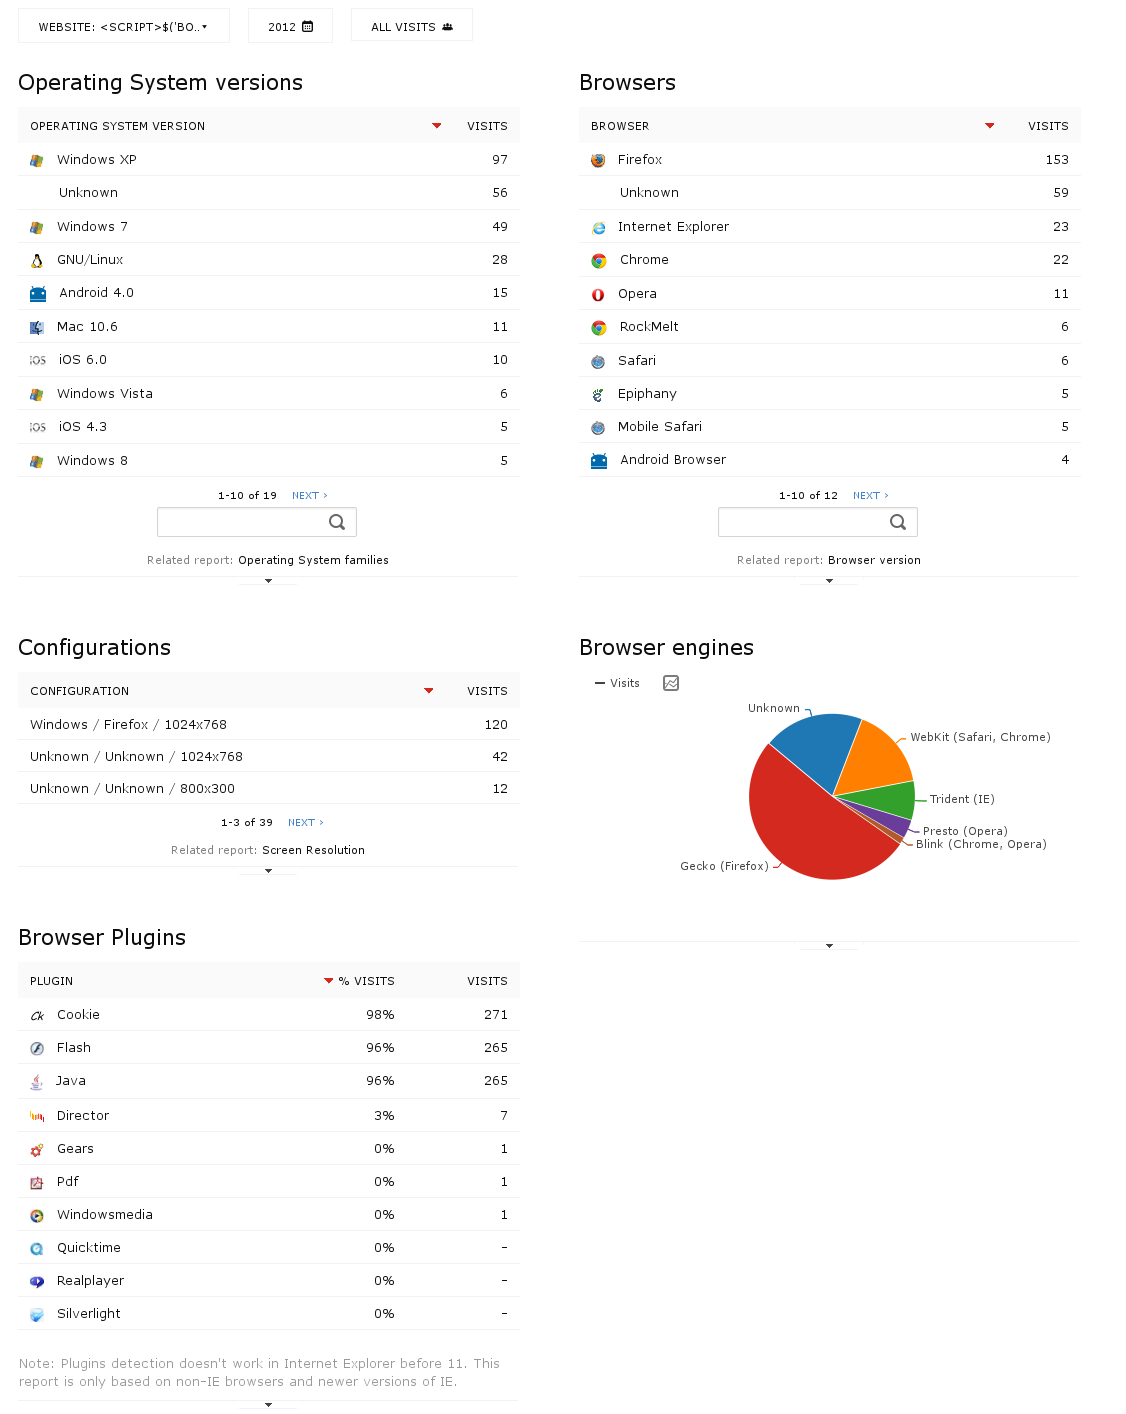 WEBSITE: <SCRIPT>$('BO..
2012
ALL VISITS
Operating System versions
OPERATING SYSTEM VERSION VISITS
Windows XP 97
Unknown 56
Windows 7 49
GNU/Linux 28
Android 4.0 15
Mac 10.6 11
iOS iOS 6.0 10
Windows Vista 6
iOS iOS 4.3 5
Windows 8 5
1-10 of 19 NEXT ›
Related report: Operating System families
Browsers
BROWSER VISITS
Firefox 153
Unknown 59
Internet Explorer 23
Chrome 22
Opera 11
RockMelt 6
Safari 6
Epiphany 5
Mobile Safari 5
Android Browser 4
1-10 of 12 NEXT ›
Related report: Browser version
Configurations
CONFIGURATION VISITS
Windows / Firefox / 1024x768 120
Unknown / Unknown / 1024x768 42
Unknown / Unknown / 800x300 12
1-3 of 39 NEXT ›
Related report: Screen Resolution
Browser engines
Visits
Unknown
WebKit (Safari, Chrome)
Trident (IE)
Presto (Opera)
Blink (Chrome, Opera)
Gecko (Firefox)
Browser Plugins
PLUGIN % VISITS VISITS
Ck Cookie 98% 271
Flash 96% 265
Java 96% 265
Director 3% 7
Gears 0% 1
Pdf 0% 1
Windowsmedia 0% 1
Quicktime 0% -
Realplayer 0% -
Silverlight 0% -
Note: Plugins detection doesn't work in Internet Explorer before 11. This
report is only based on non-IE browsers and newer versions of IE.